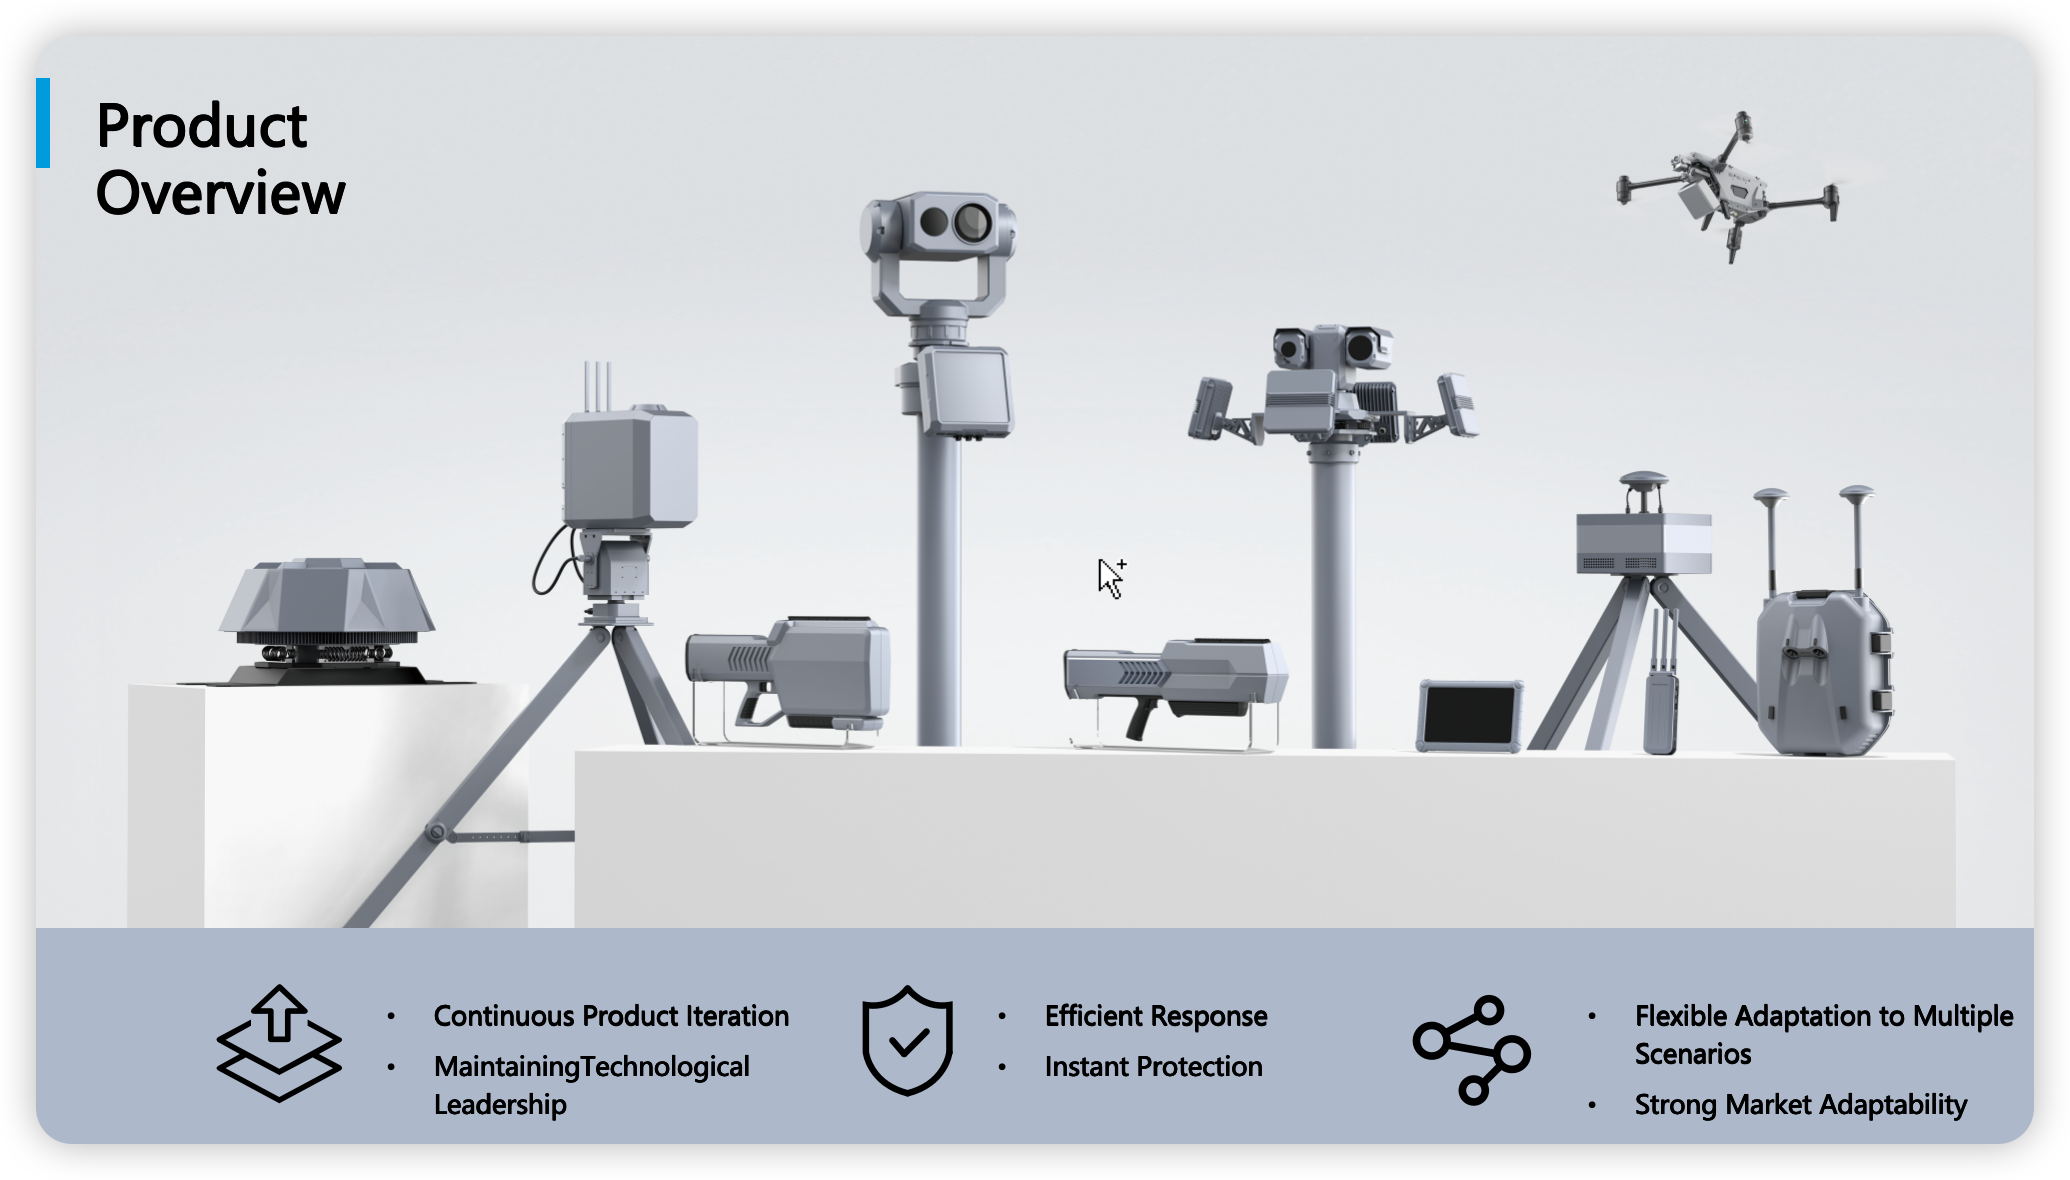 Product
Overview
• Continuous Product Iteration
• MaintainingTechnological
Leadership
• Efficient Response
• Instant Protection
• Flexible Adaptation to Multiple
Scenarios
• Strong Market Adaptability